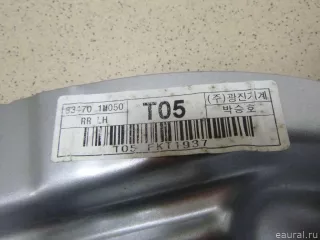 83470 1M050
RR LH
T05
(주)광진기계
박승호
T05 FKT1937
eaural.ru